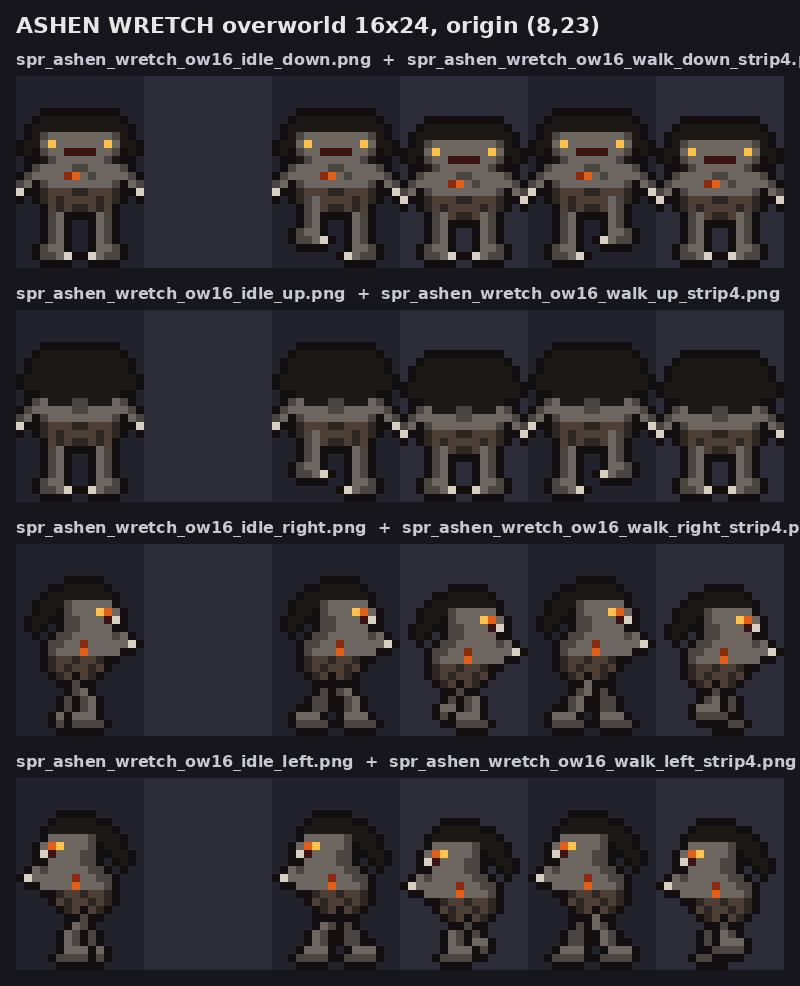 ASHEN WRETCH overworld 16x24, origin (8,23)
spr_ashen_wretch_ow16_idle_down.png + spr_ashen_wretch_ow16_walk_down_strip4.p
spr_ashen_wretch_ow16_idle_up.png + spr_ashen_wretch_ow16_walk_up_strip4.png
spr_ashen_wretch_ow16_idle_right.png + spr_ashen_wretch_ow16_walk_right_strip4.p
spr_ashen_wretch_ow16_idle_left.png + spr_ashen_wretch_ow16_walk_left_strip4.png